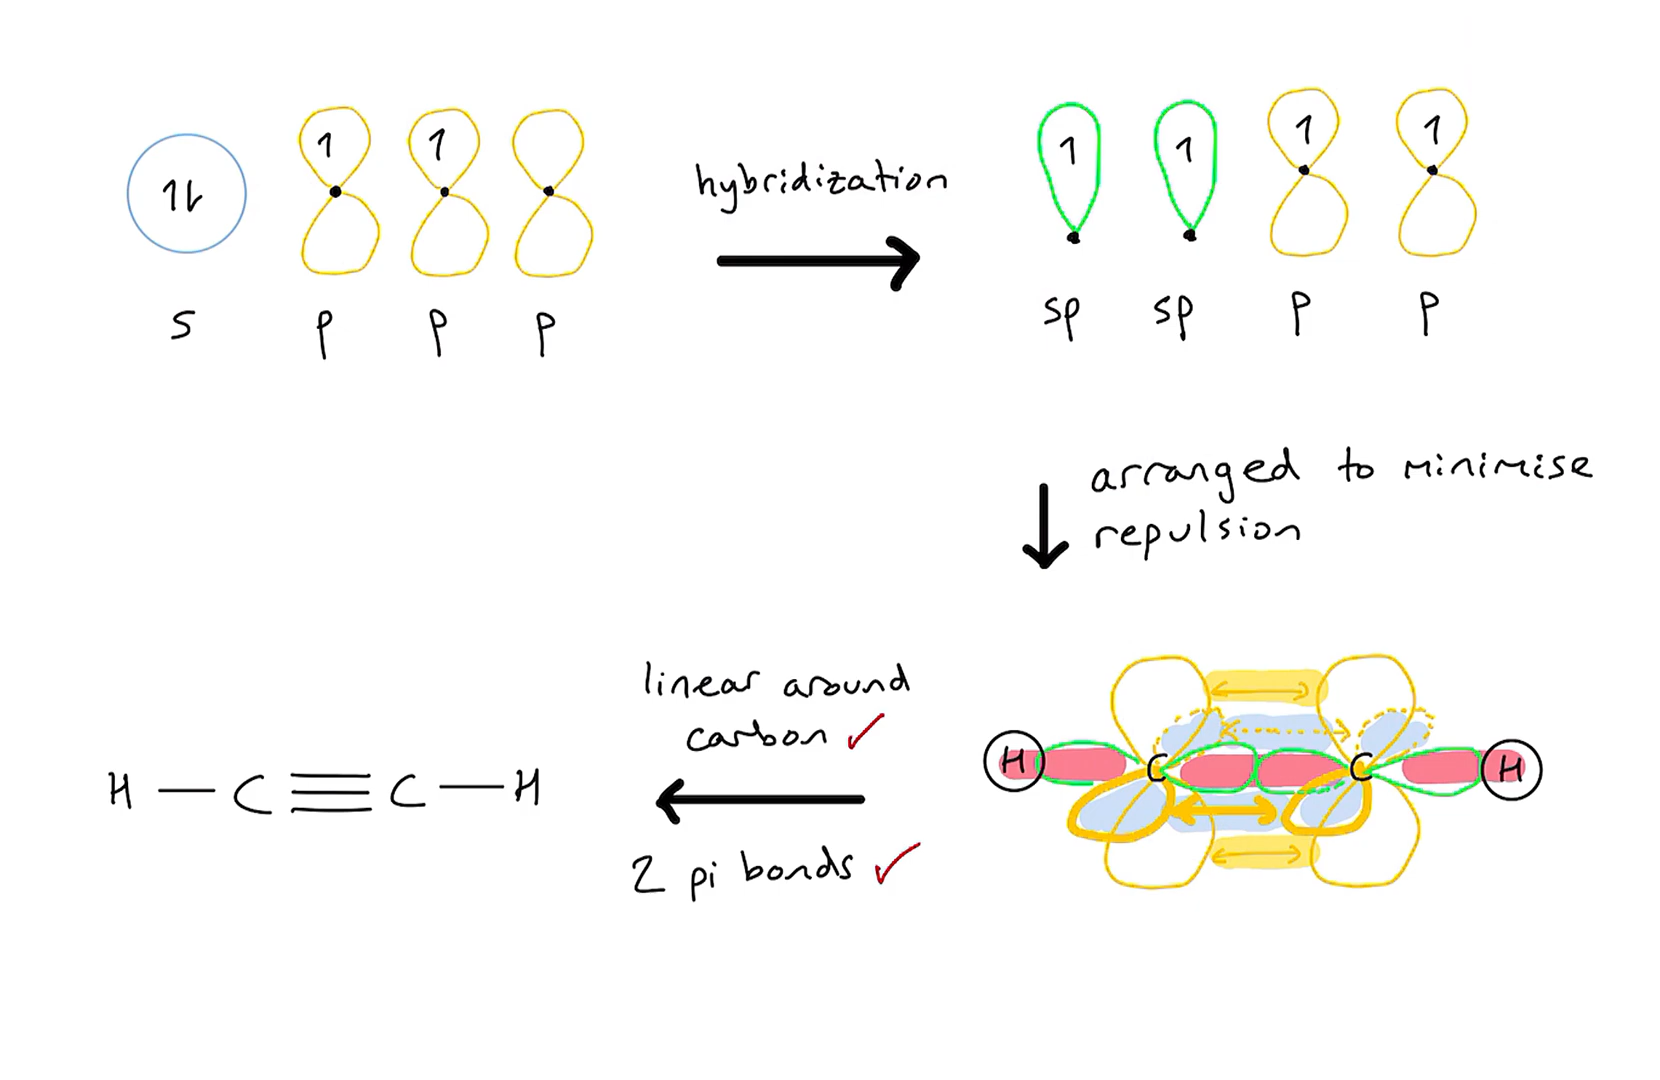 1 1
1⇂
hybridization
1 1 1 1
s p p p
sp sp p p
arranged to minimise
repulsion
linear around
carbon ✓
H C C H
H — C ≡ C — H
2 pi bonds ✓